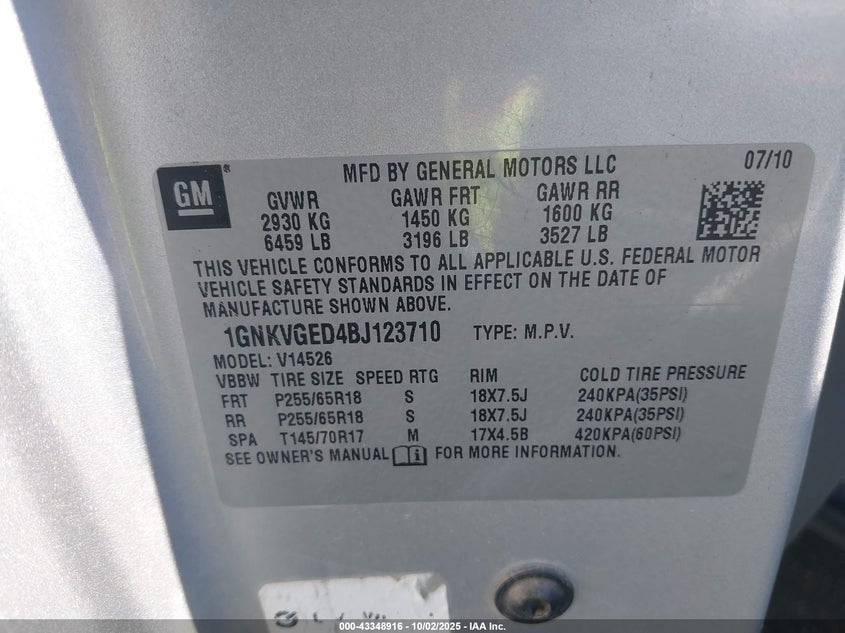 GM®
MFD BY GENERAL MOTORS LLC 07/10
GVWR GAWR FRT GAWR RR
2930 KG 1450 KG 1600 KG
6459 LB 3196 LB 3527 LB
THIS VEHICLE CONFORMS TO ALL APPLICABLE U.S. FEDERAL MOTOR
VEHICLE SAFETY STANDARDS IN EFFECT ON THE DATE OF
MANUFACTURE SHOWN ABOVE.
1GNKVGED4BJ123710 TYPE: M.P.V.
MODEL: V14526
VBBW TIRE SIZE SPEED RTG RIM COLD TIRE PRESSURE
FRT P255/65R18 S 18X7.5J 240KPA(35PSI)
RR P255/65R18 S 18X7.5J 240KPA(35PSI)
SPA T145/70R17 M 17X4.5B 420KPA(60PSI)
SEE OWNER'S MANUAL FOR MORE INFORMATION.
000-43348916 - 10/02/2025 - IAA Inc.